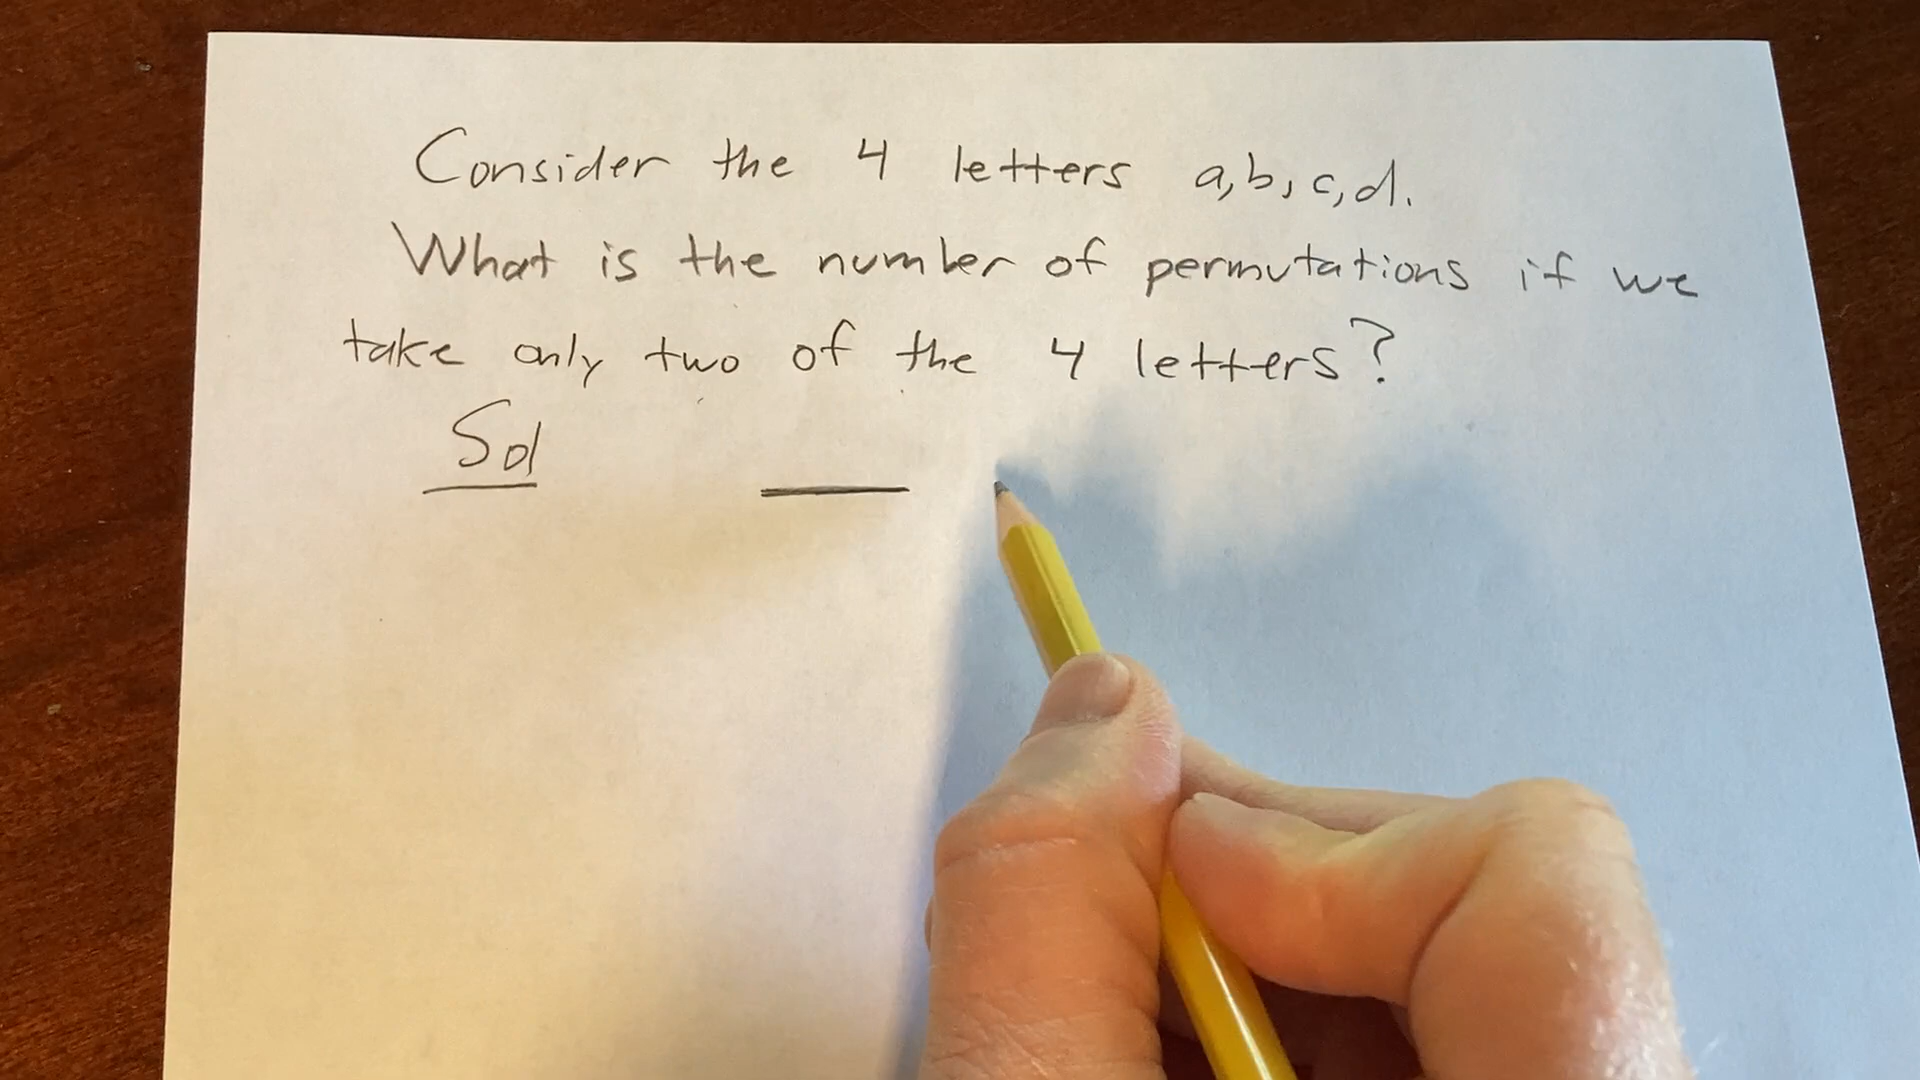 Consider the 4 letters a, b, c, d.
What is the number of permutations if we
take only two of the 4 letters?
Sol